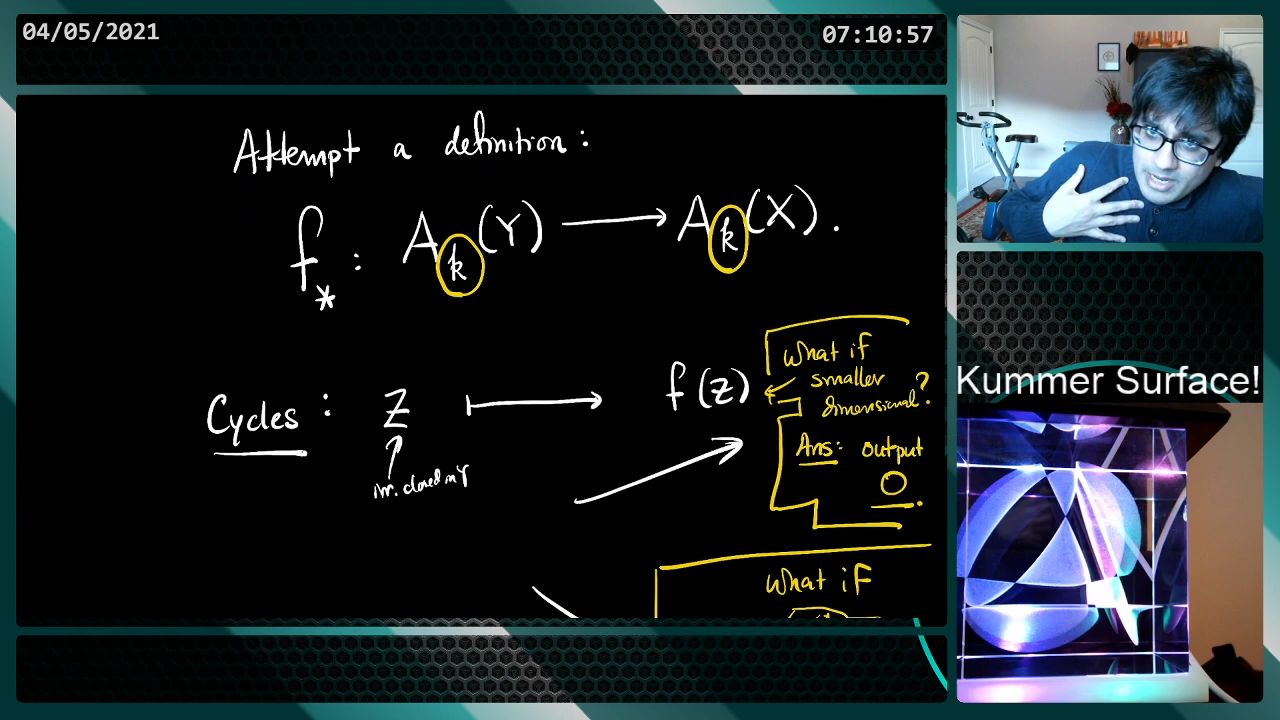 04/05/2021
07:10:57
Attempt a definition:
f* : Ak(Y) ⟶ Ak(X).
Cycles: Z ⟼ f(Z)
irr. closed in Y
What if
smaller
dimensional?
Ans: output
0.
What if
Kummer Surface!